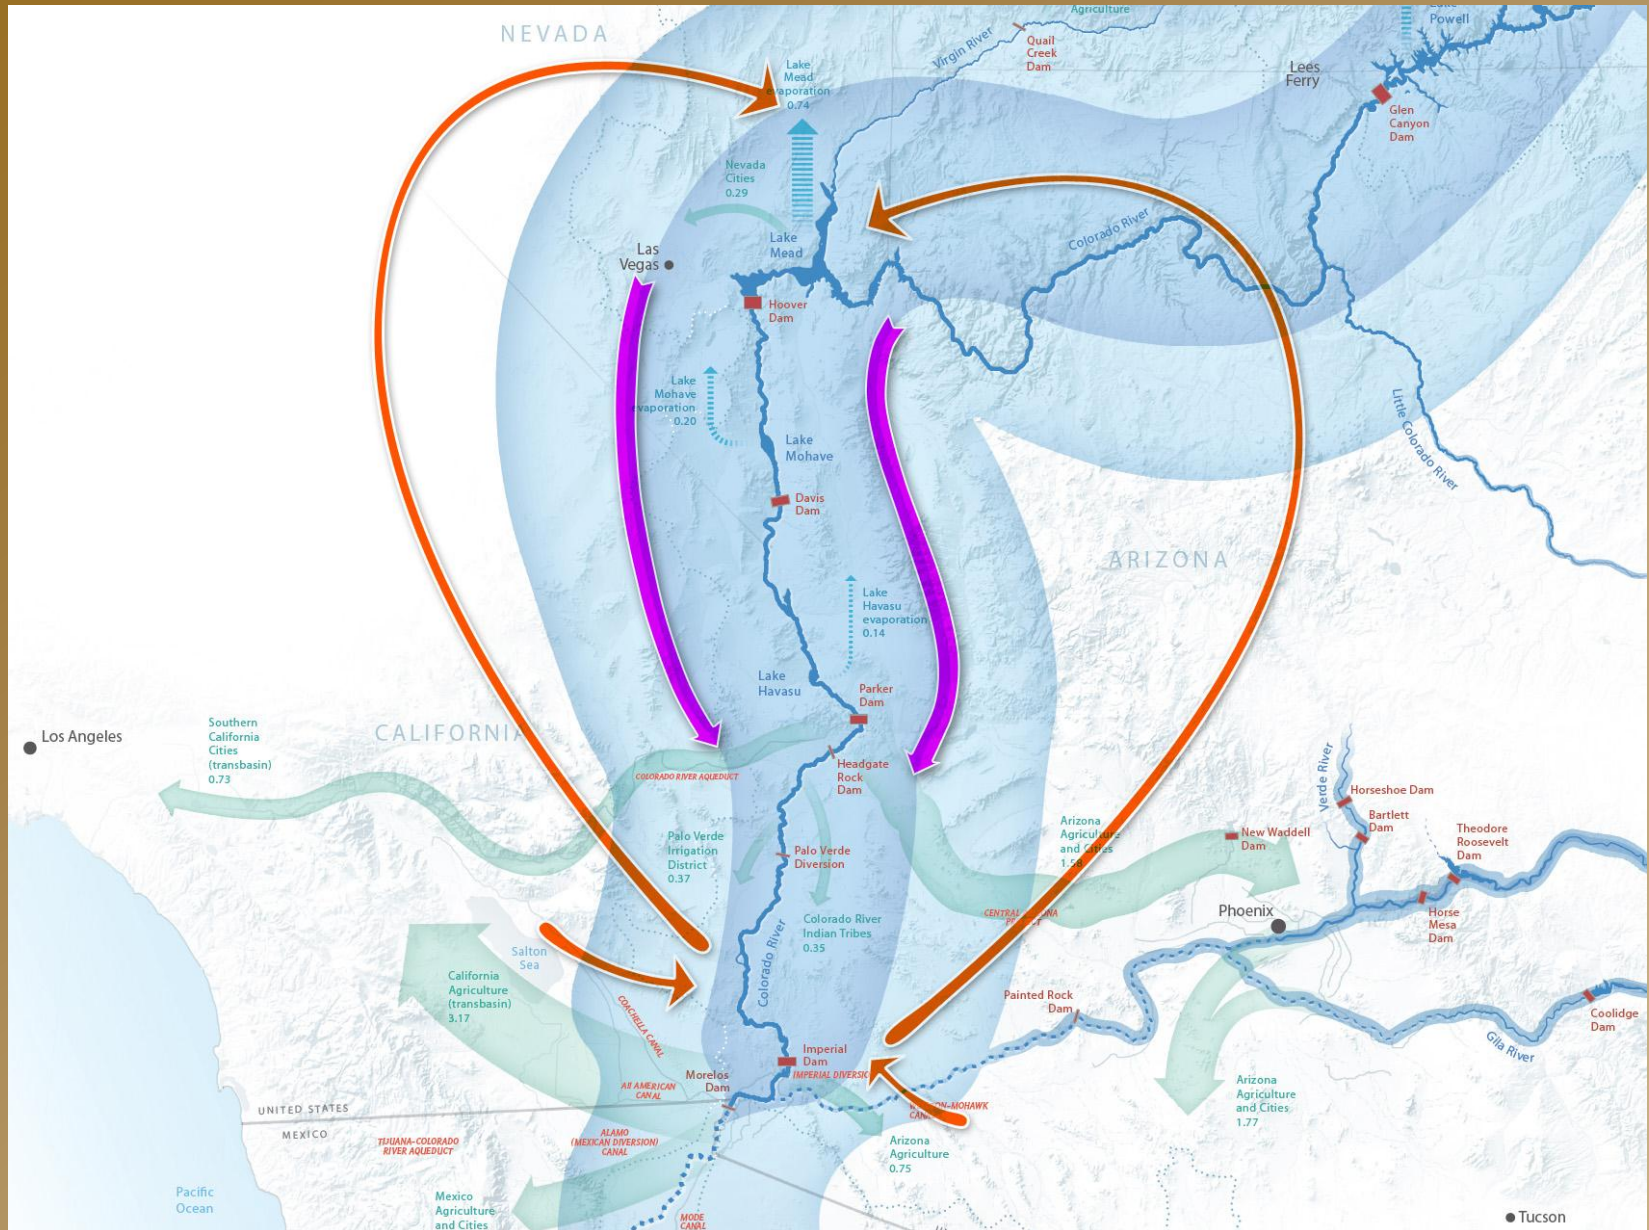 NEVADA
Agriculture
Powell
Virgin River
Quail
Creek
Dam
Lees
Ferry
Glen
Canyon
Dam
Lake
Mead
evaporation
0.74
Nevada
Cities
0.29
Las
Vegas
Lake
Mead
Colorado River
Hoover
Dam
Lake
Mohave
evaporation
0.20
Lake
Mohave
Little Colorado River
Davis
Dam
ARIZONA
Lake
Havasu
evaporation
0.14
Lake
Havasu
Parker
Dam
Los Angeles
Southern
California
Cities
(transbasin)
0.73
CALIFORNIA
COLORADO RIVER AQUEDUCT
Headgate
Rock
Dam
Verde River
Horseshoe Dam
Bartlett
Dam
New Waddell
Dam
Theodore
Roosevelt
Dam
Arizona
Agriculture
and Cities
1.58
Palo Verde
Irrigation
District
0.37
Palo Verde
Diversion
Colorado River
Indian Tribes
0.35
CENTRAL
Phoenix
Horse
Mesa
Dam
Salton
Sea
Colorado River
California
Agriculture
(transbasin)
3.17
COACHELLA CANAL
Painted Rock
Dam
Coolidge
Dam
Gila River
Imperial
Dam
IMPERIAL DIVERSION
Morelos
Dam
All AMERICAN
CANAL
UNITED STATES
MEXICO
TIJUANA-COLORADO
RIVER AQUEDUCT
ALAMO
(MEXICAN DIVERSION)
CANAL
Arizona
Agriculture
0.75
Arizona
Agriculture
and Cities
1.77
Pacific
Ocean
Mexico
Agriculture
and Cities
MODE
CANAL
Tucson